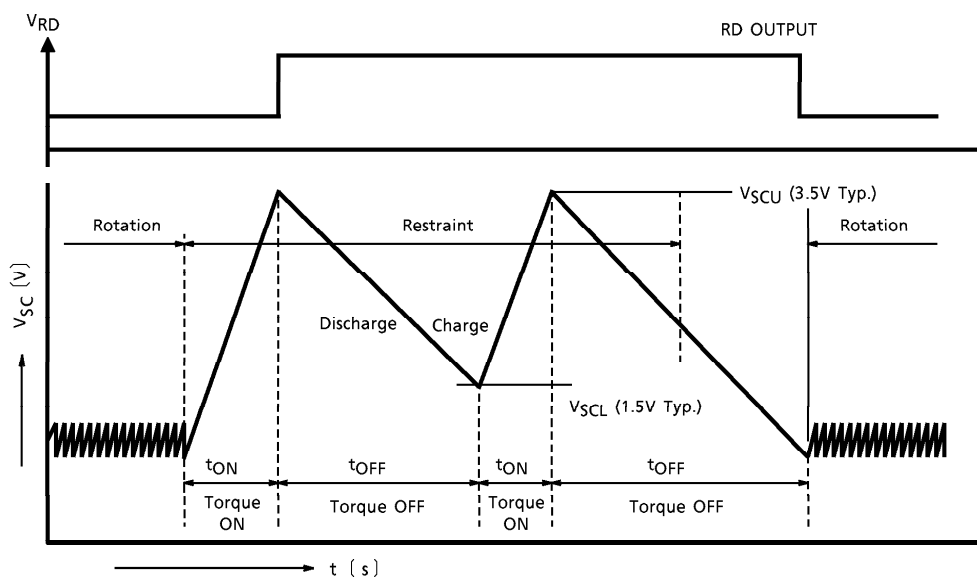 VRD
RD OUTPUT
VSCU (3.5V Typ.)
Rotation
Restraint
Rotation
VSC (V)
Discharge
Charge
VSCL (1.5V Typ.)
tON
tOFF
tON
tOFF
Torque
ON
Torque OFF
Torque
ON
Torque OFF
t (s)